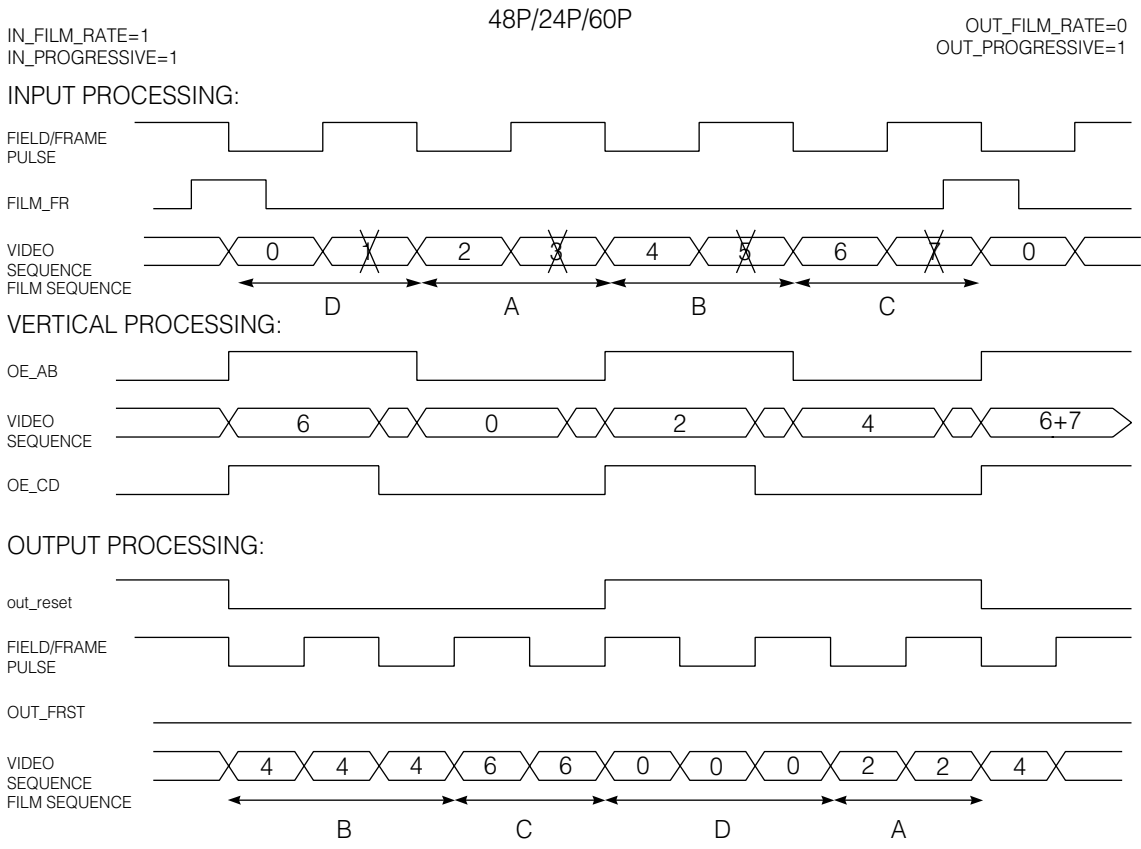 48P/24P/60P
IN_FILM_RATE=1
IN_PROGRESSIVE=1
OUT_FILM_RATE=0
OUT_PROGRESSIVE=1
INPUT PROCESSING:
FIELD/FRAME
PULSE
FILM_FR
VIDEO
SEQUENCE
0 1 2 3 4 5 6 7 0
FILM SEQUENCE
D A B C
VERTICAL PROCESSING:
OE_AB
VIDEO
SEQUENCE
6 0 2 4 6+7
OE_CD
OUTPUT PROCESSING:
out_reset
FIELD/FRAME
PULSE
OUT_FRST
VIDEO
SEQUENCE
4 4 4 6 6 0 0 0 2 2 4
FILM SEQUENCE
B C D A